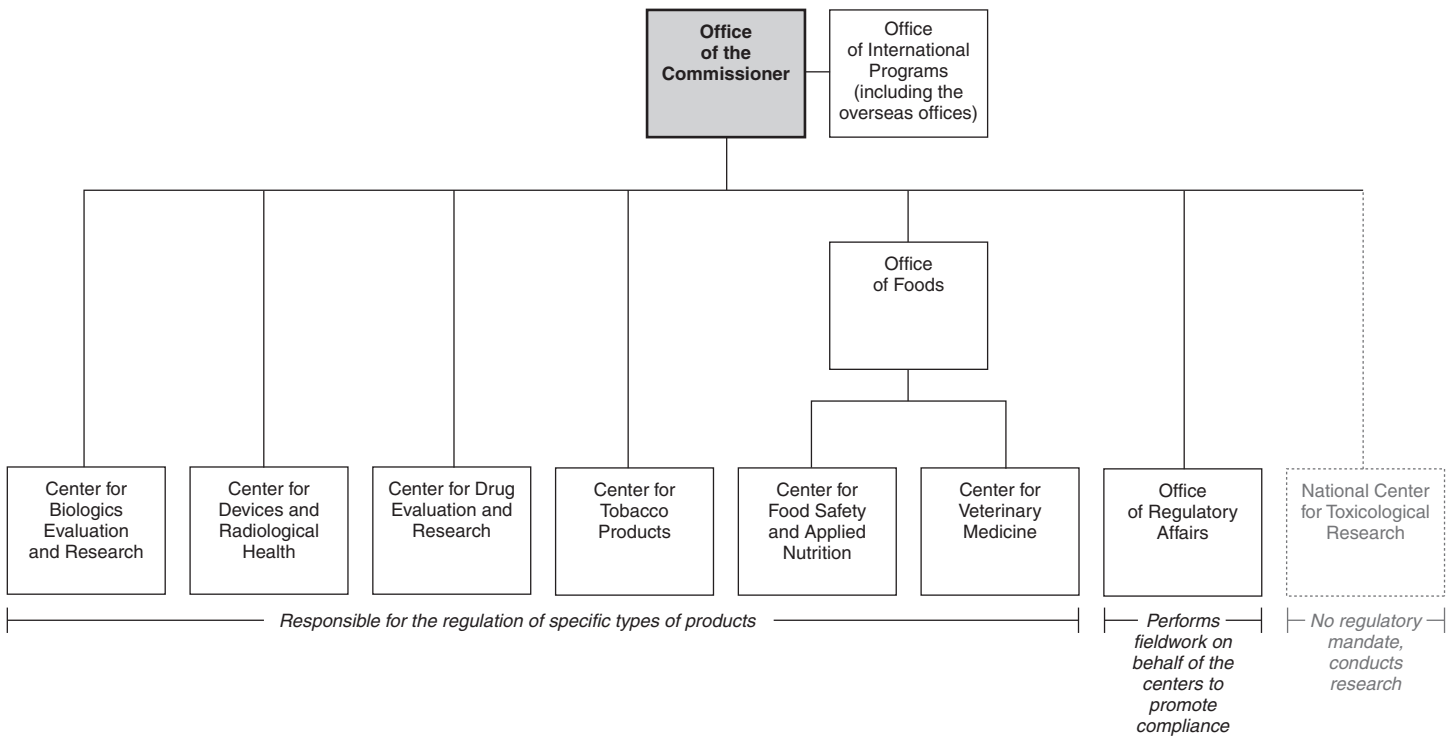 Office
of the
Commissioner
Office
of International
Programs
(including the
overseas offices)
Office
of Foods
Center for
Biologics
Evaluation
and Research
Center for
Devices and
Radiological
Health
Center for Drug
Evaluation and
Research
Center for
Tobacco
Products
Center for
Food Safety
and Applied
Nutrition
Center for
Veterinary
Medicine
Office
of Regulatory
Affairs
National Center
for Toxicological
Research
Responsible for the regulation of specific types of products
Performs
fieldwork on
behalf of the
centers to
promote
compliance
No regulatory
mandate,
conducts
research